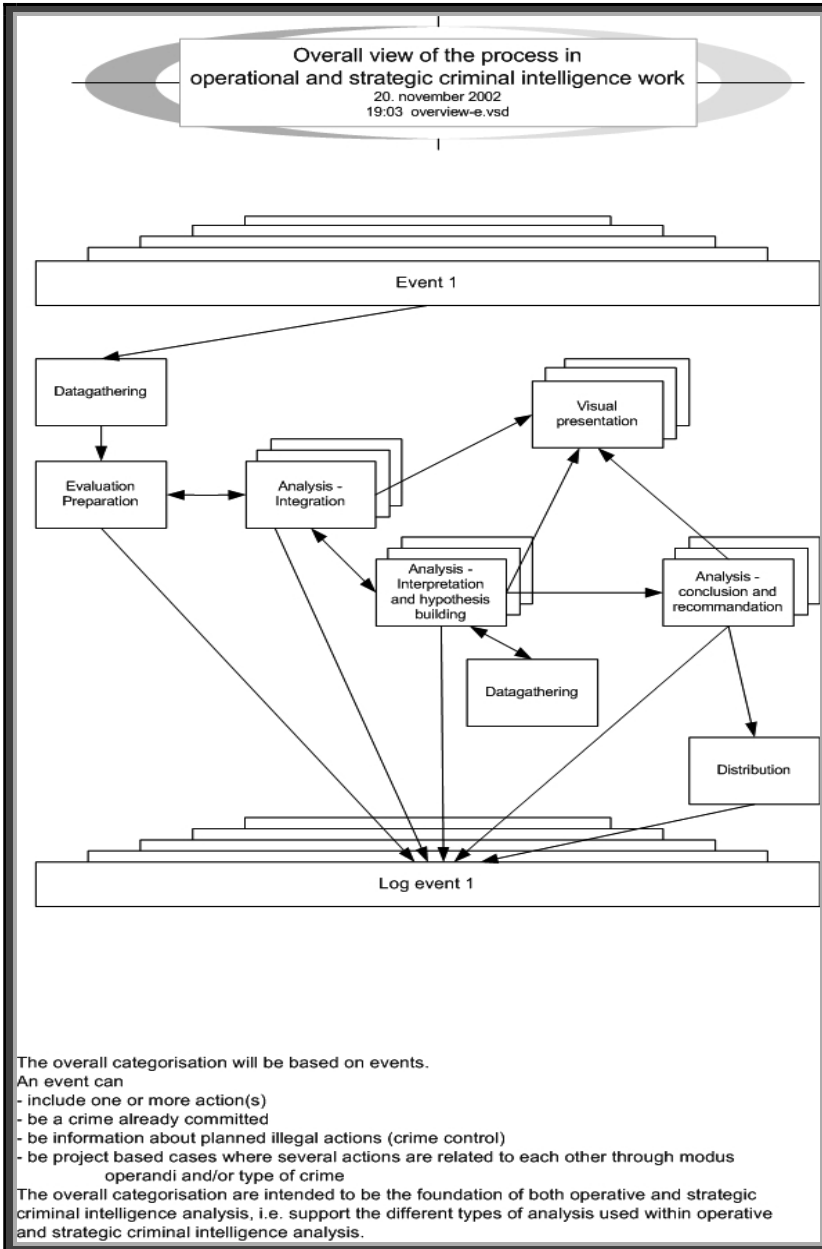 Overall view of the process in
operational and strategic criminal intelligence work
20. november 2002
19:03 overview-e.vsd
Event 1
Datagathering
Visual
presentation
Evaluation
Preparation
Analysis -
Integration
Analysis -
Interpretation
and hypothesis
building
Analysis -
conclusion and
recommandation
Datagathering
Distribution
Log event 1
The overall categorisation will be based on events.
An event can
- include one or more action(s)
- be a crime already committed
- be information about planned illegal actions (crime control)
- be project based cases where several actions are related to each other through modus
operandi and/or type of crime
The overall categorisation are intended to be the foundation of both operative and strategic
criminal intelligence analysis, i.e. support the different types of analysis used within operative
and strategic criminal intelligence analysis.